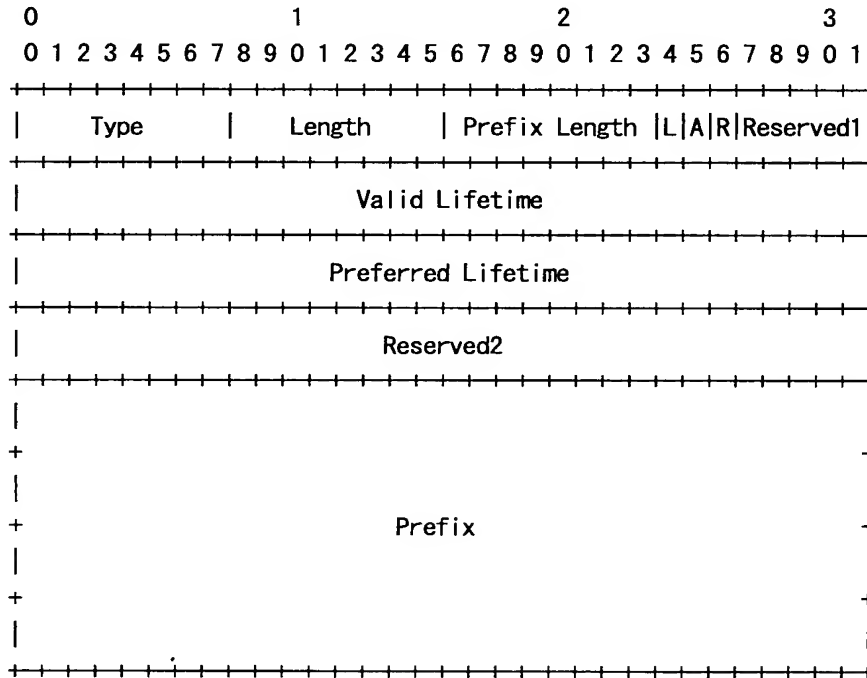 0 1 2 3
0 1 2 3 4 5 6 7 8 9 0 1 2 3 4 5 6 7 8 9 0 1 2 3 4 5 6 7 8 9 0 1
+-+-+-+-+-+-+-+-+-+-+-+-+-+-+-+-+-+-+-+-+-+-+-+-+-+-+-+-+-+-+-+-+
| Type | Length | Prefix Length |L|A|R|Reserved1
+-+-+-+-+-+-+-+-+-+-+-+-+-+-+-+-+-+-+-+-+-+-+-+-+-+-+-+-+-+-+-+-+
| Valid Lifetime
+-+-+-+-+-+-+-+-+-+-+-+-+-+-+-+-+-+-+-+-+-+-+-+-+-+-+-+-+-+-+-+-+
| Preferred Lifetime
+-+-+-+-+-+-+-+-+-+-+-+-+-+-+-+-+-+-+-+-+-+-+-+-+-+-+-+-+-+-+-+-+
| Reserved2
+-+-+-+-+-+-+-+-+-+-+-+-+-+-+-+-+-+-+-+-+-+-+-+-+-+-+-+-+-+-+-+-+
|
+ +
|
+ Prefix +
|
+ +
|
+-+-+-+-+-+-+-+-+-+-+-+-+-+-+-+-+-+-+-+-+-+-+-+-+-+-+-+-+-+-+-+-+